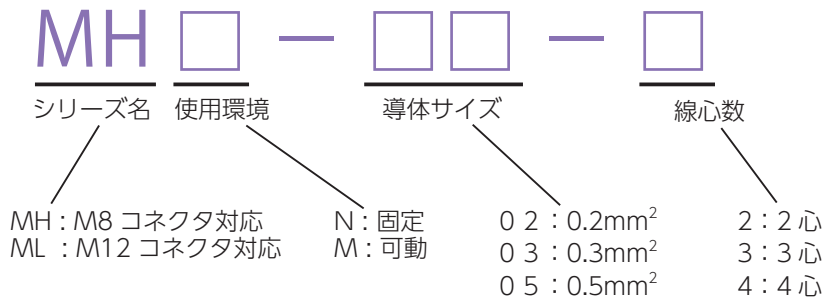 MH□ － □□ － □
シリーズ名 使用環境 導体サイズ 線心数
MH : M8 コネクタ対応 N : 固定 0 2 : 0.2mm² 2 : 2 心
ML : M12 コネクタ対応 M : 可動 0 3 : 0.3mm² 3 : 3 心
0 5 : 0.5mm² 4 : 4 心